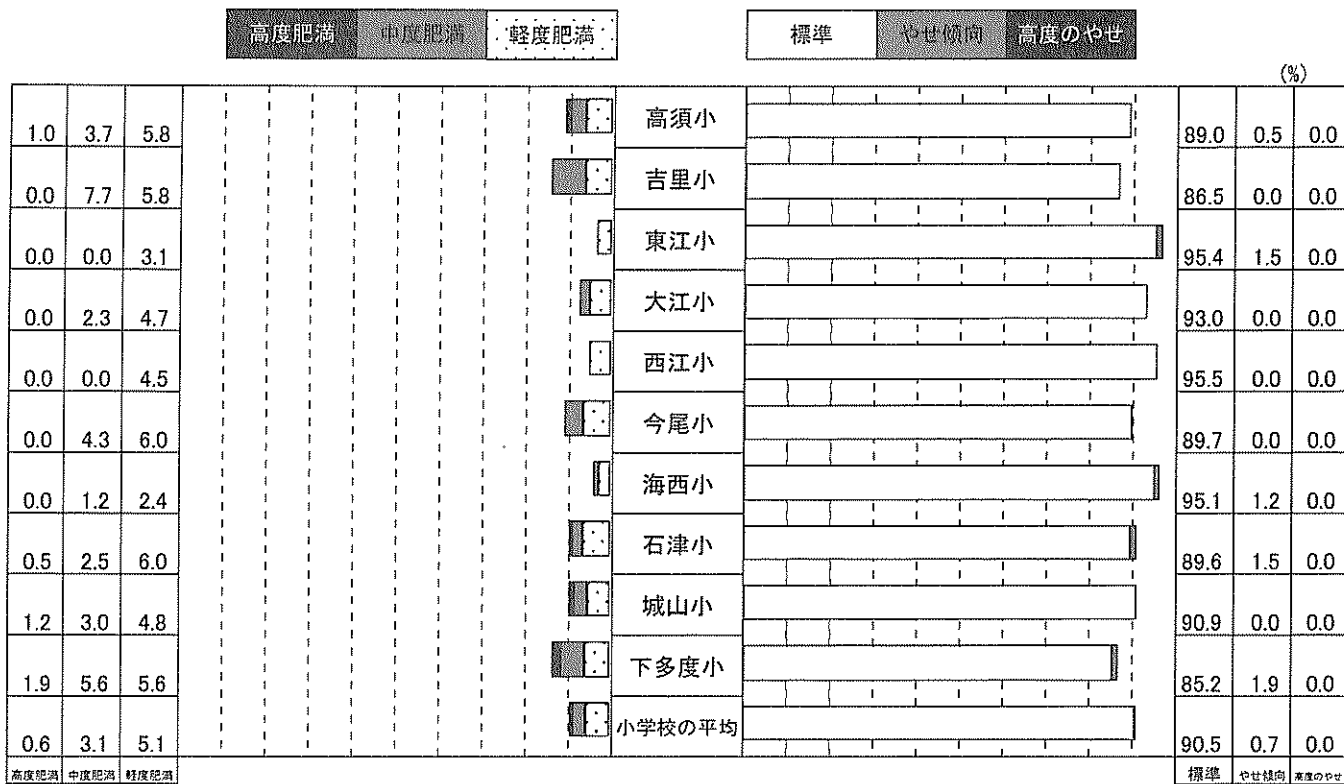 高度肥満 中度肥満 軽度肥満 標準 やせ傾向 高度のやせ
(%)
1.0 3.7 5.8 高須小 89.0 0.5 0.0
0.0 7.7 5.8 吉里小 86.5 0.0 0.0
0.0 0.0 3.1 東江小 95.4 1.5 0.0
0.0 2.3 4.7 大江小 93.0 0.0 0.0
0.0 0.0 4.5 西江小 95.5 0.0 0.0
0.0 4.3 6.0 今尾小 89.7 0.0 0.0
0.0 1.2 2.4 海西小 95.1 1.2 0.0
0.5 2.5 6.0 石津小 89.6 1.5 0.0
1.2 3.0 4.8 城山小 90.9 0.0 0.0
1.9 5.6 5.6 下多度小 85.2 1.9 0.0
0.6 3.1 5.1 小学校の平均 90.5 0.7 0.0
高度肥満 中度肥満 軽度肥満 標準 やせ傾向 高度のやせ